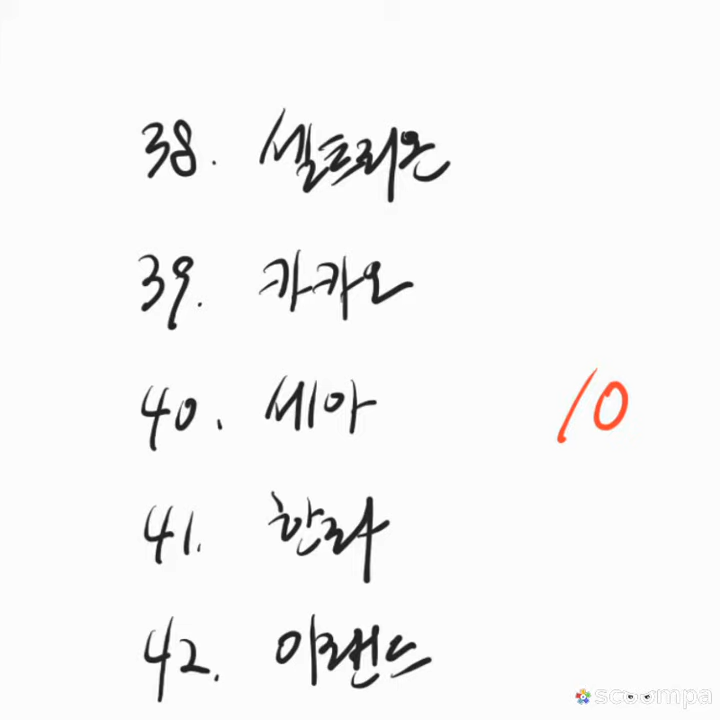 38. 셀트리온
39. 카카오
40. 세아
10
41. 한라
42. 이랜드
scoompa